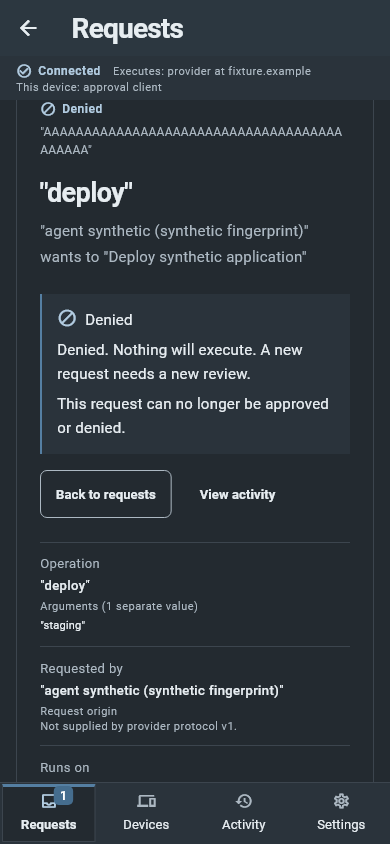 Requests
Connected Executes: provider at fixture.example
This device: approval client
Denied
"AAAAAAAAAAAAAAAAAAAAAAAAAAAAAAAAAAAAA
AAAAAA"
"deploy"
"agent synthetic (synthetic fingerprint)"
wants to "Deploy synthetic application"
Denied
Denied. Nothing will execute. A new
request needs a new review.
This request can no longer be approved
or denied.
Back to requests View activity
Operation
"deploy"
Arguments (1 separate value)
"staging"
Requested by
"agent synthetic (synthetic fingerprint)"
Request origin
Not supplied by provider protocol v1.
Runs on
1
Requests Devices Activity Settings